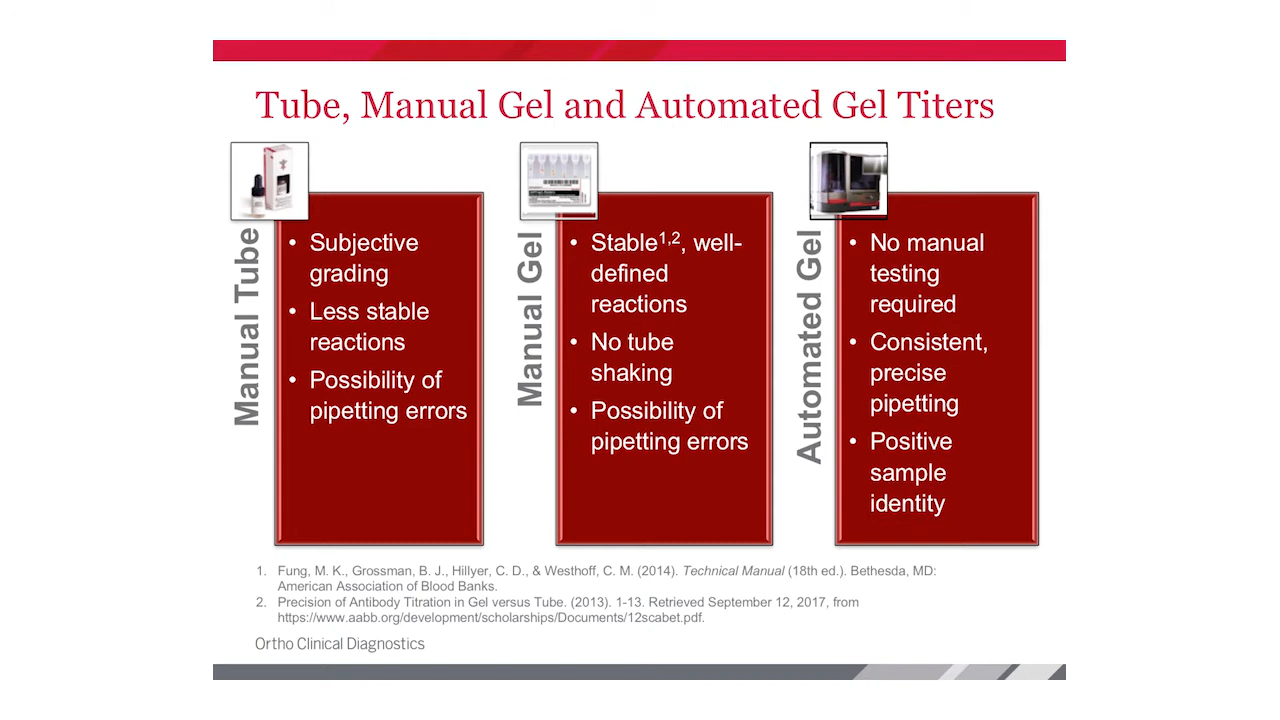 Tube, Manual Gel and Automated Gel Titers
Manual Tube
• Subjective
grading
• Less stable
reactions
• Possibility of
pipetting errors
Manual Gel
• Stable1,2, well-
defined
reactions
• No tube
shaking
• Possibility of
pipetting errors
Automated Gel
• No manual
testing
required
• Consistent,
precise
pipetting
• Positive
sample
identity
1. Fung, M. K., Grossman, B. J., Hillyer, C. D., & Westhoff, C. M. (2014). Technical Manual (18th ed.). Bethesda, MD:
American Association of Blood Banks.
2. Precision of Antibody Titration in Gel versus Tube. (2013). 1-13. Retrieved September 12, 2017, from
https://www.aabb.org/development/scholarships/Documents/12scabet.pdf.
Ortho Clinical Diagnostics